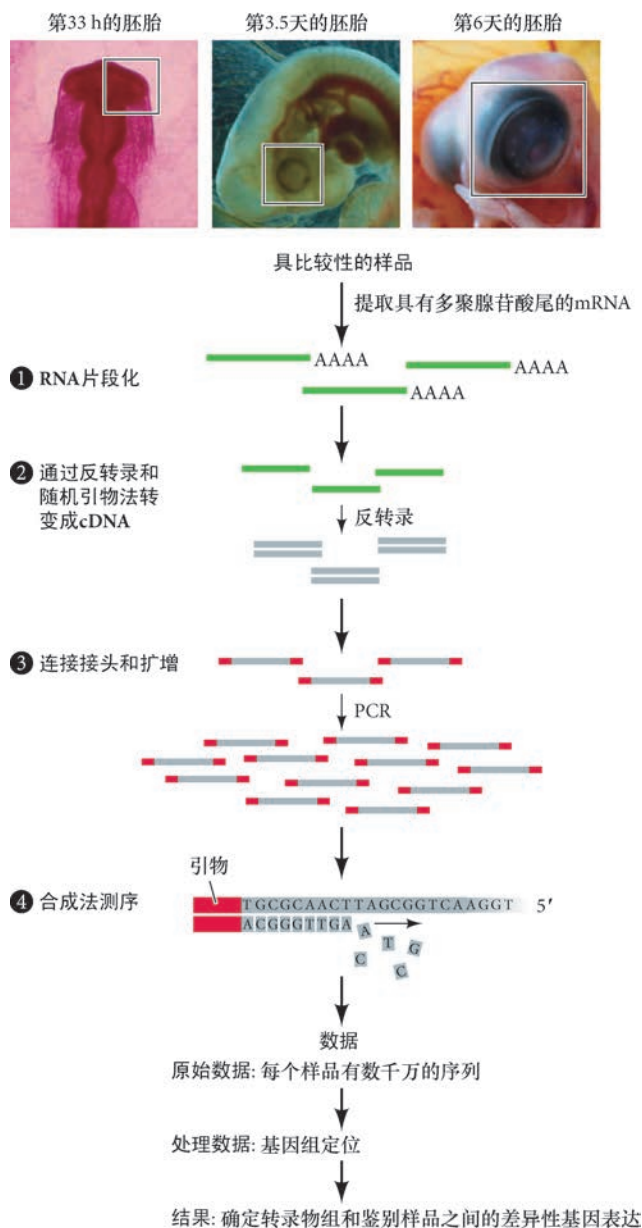 第33 h的胚胎
第3.5天的胚胎
第6天的胚胎
具比较性的样品
提取具有多聚腺苷酸尾的mRNA
❶ RNA片段化
AAAA
AAAA
AAAA
❷ 通过反转录和
随机引物法转
变成cDNA
反转录
❸ 连接接头和扩增
PCR
引物
❹ 合成法测序
TGCGCAACTTAGCGGTCAAGGT 5′
ACGGGTTGA
A
T
G
C
C
数据
原始数据: 每个样品有数千万的序列
处理数据: 基因组定位
结果: 确定转录物组和鉴别样品之间的差异性基因表达